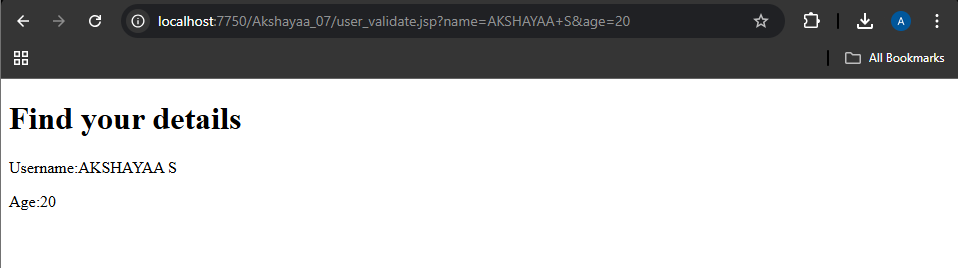 localhost:7750/Akshayaa_07/user_validate.jsp?name=AKSHAYAA+S&age=20
A
All Bookmarks
Find your details
Username:AKSHAYAA S
Age:20